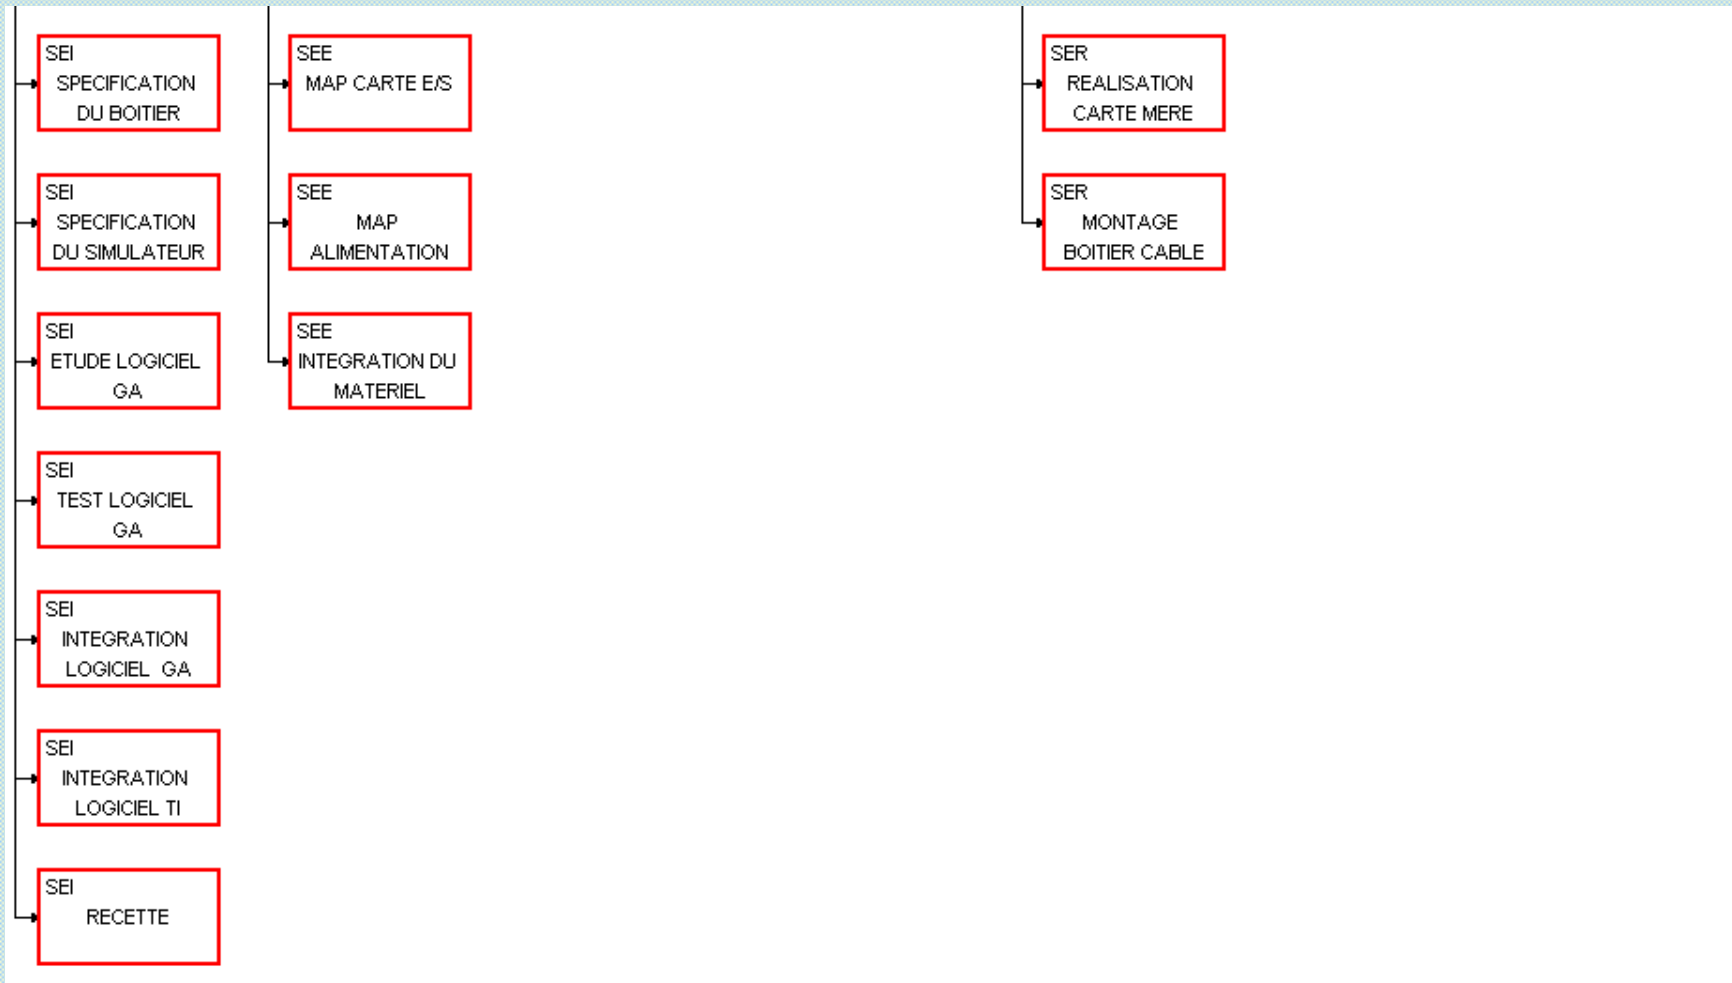 SEI
SPECIFICATION
DU BOITIER
SEI
SPECIFICATION
DU SIMULATEUR
SEI
ETUDE LOGICIEL
GA
SEI
TEST LOGICIEL
GA
SEI
INTEGRATION
LOGICIEL GA
SEI
INTEGRATION
LOGICIEL TI
SEI
RECETTE
SEE
MAP CARTE E/S
SEE
MAP
ALIMENTATION
SEE
INTEGRATION DU
MATERIEL
SER
REALISATION
CARTE MERE
SER
MONTAGE
BOITIER CABLE